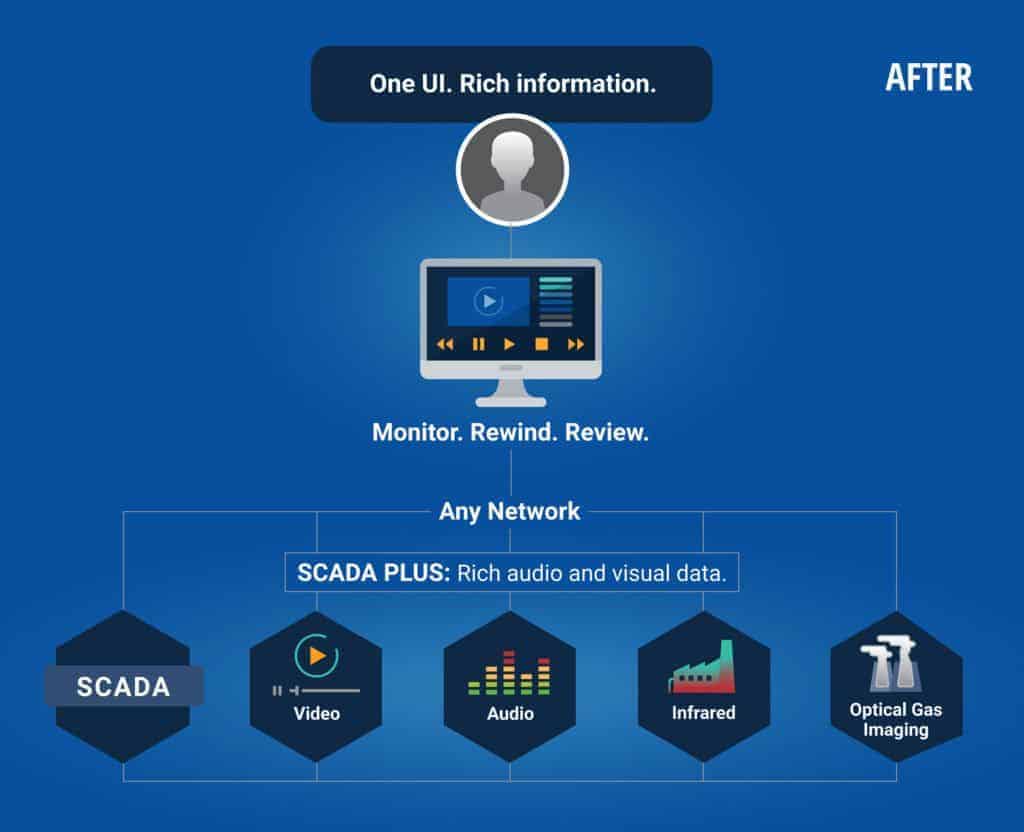 One UI. Rich information.
AFTER
Monitor. Rewind. Review.
Any Network
SCADA PLUS: Rich audio and visual data.
SCADA
Video
Audio
Infrared
Optical Gas
Imaging